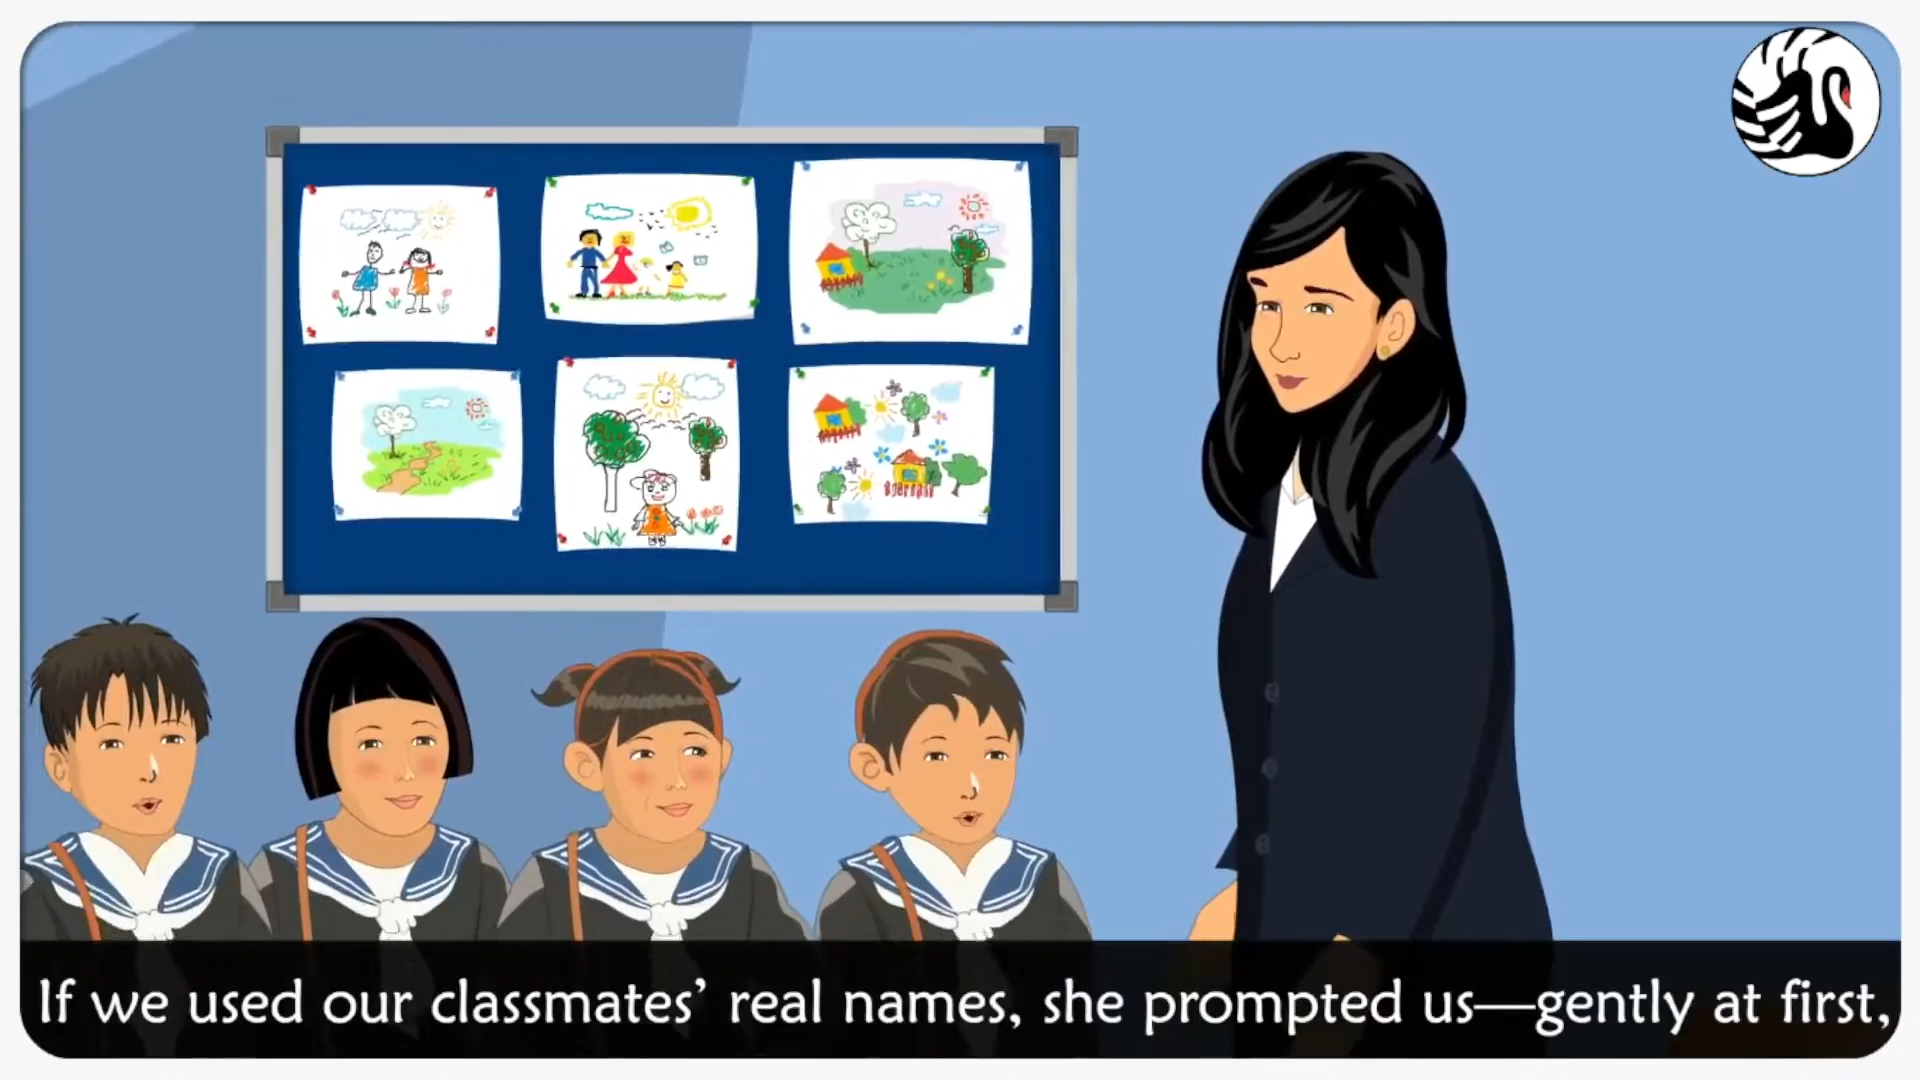 If we used our classmates’ real names, she prompted us—gently at first,